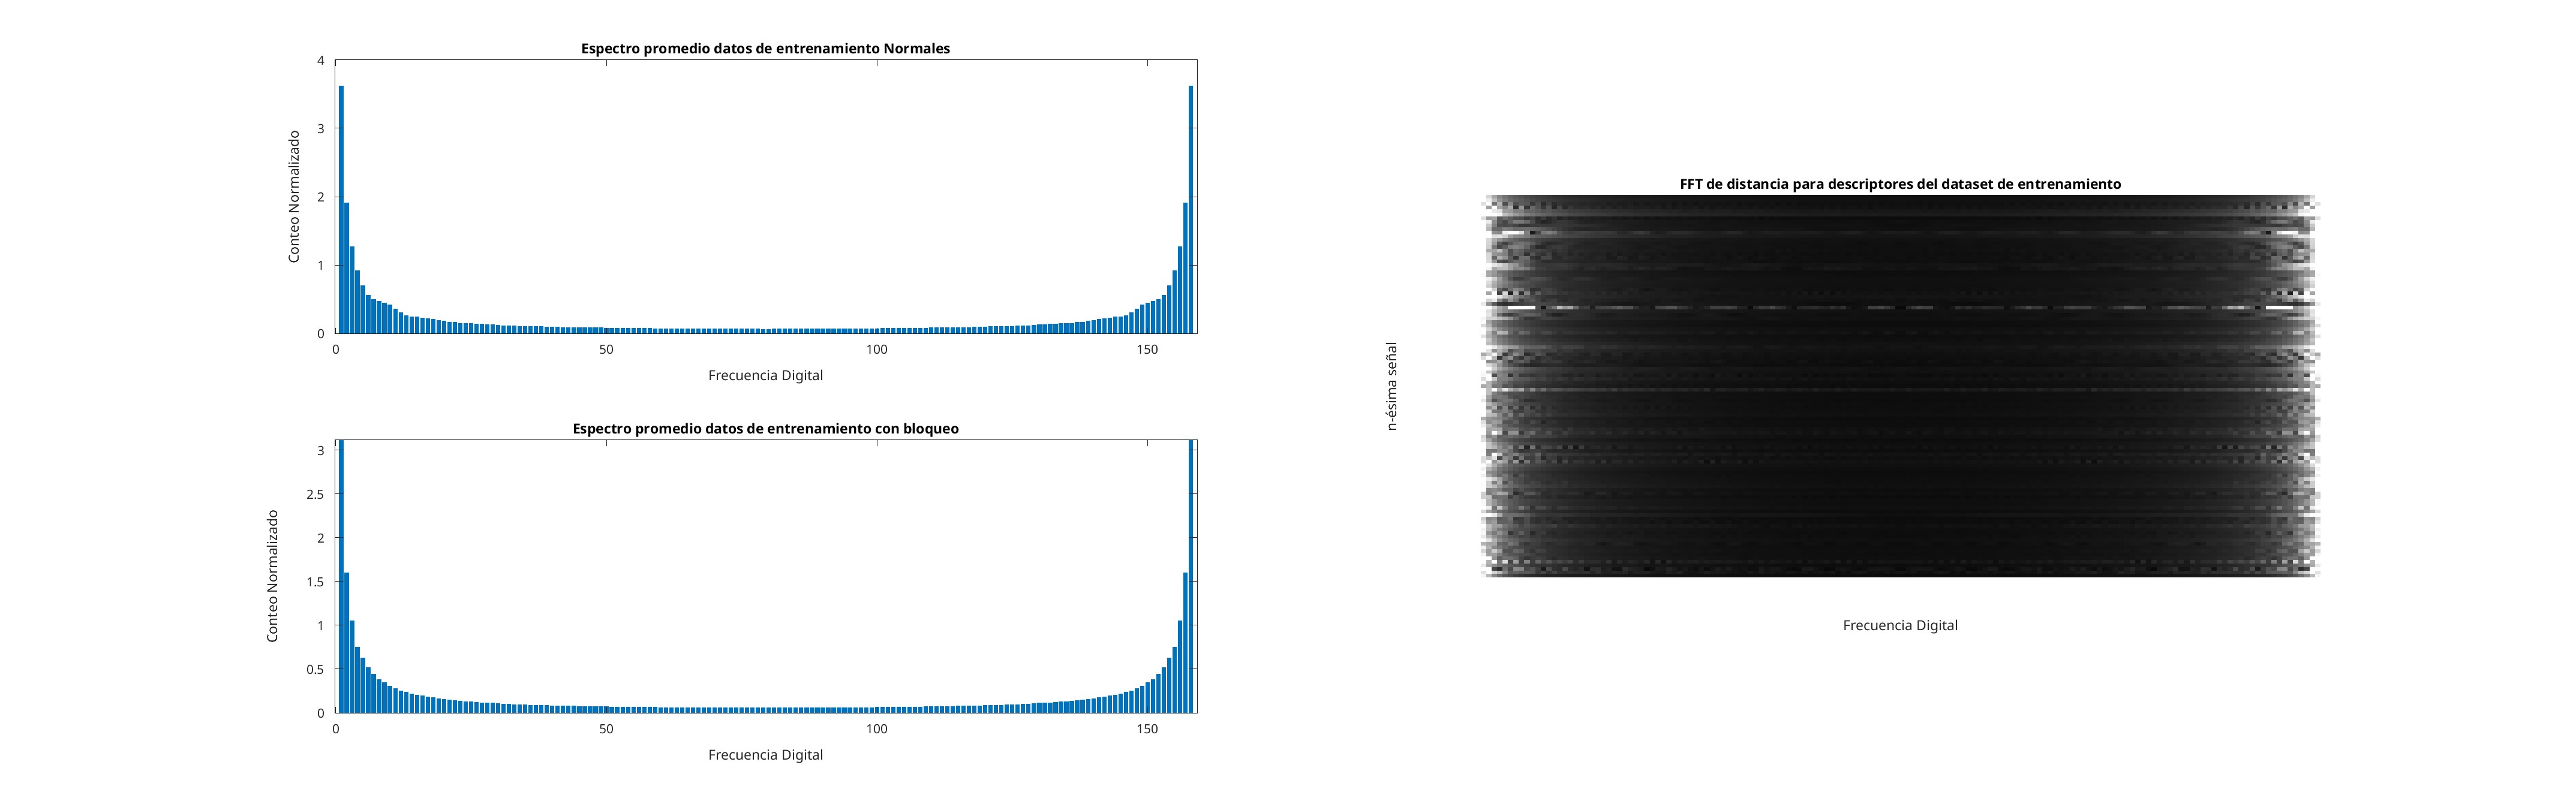 Espectro promedio datos de entrenamiento Normales
4
3
2
1
0
Conteo Normalizado
0 50 100 150
Frecuencia Digital
Espectro promedio datos de entrenamiento con bloqueo
3
2.5
2
1.5
1
0.5
0
Conteo Normalizado
0 50 100 150
Frecuencia Digital
FFT de distancia para descriptores del dataset de entrenamiento
n-ésima señal
Frecuencia Digital